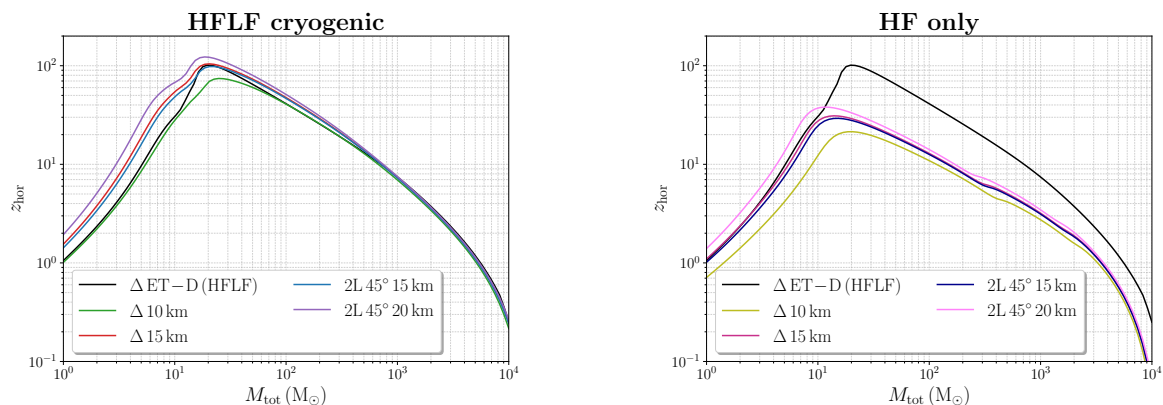 HFLF cryogenic
10²
10¹
10⁰
10⁻¹
z_hor
Δ ET−D (HFLF)
Δ 10 km
Δ 15 km
2L 45° 15 km
2L 45° 20 km
10⁰ 10¹ 10² 10³ 10⁴
M_tot (M_⊙)
HF only
10²
10¹
10⁰
10⁻¹
z_hor
Δ ET−D (HFLF)
Δ 10 km
Δ 15 km
2L 45° 15 km
2L 45° 20 km
10⁰ 10¹ 10² 10³ 10⁴
M_tot (M_⊙)